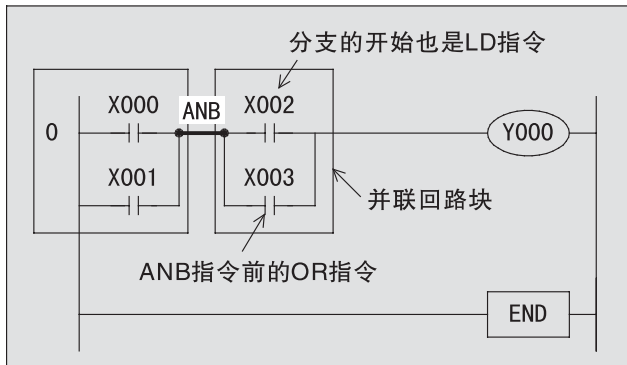 分支的开始也是LD指令
X000
ANB
X002
0
Y000
X001
X003
并联回路块
ANB指令前的OR指令
END